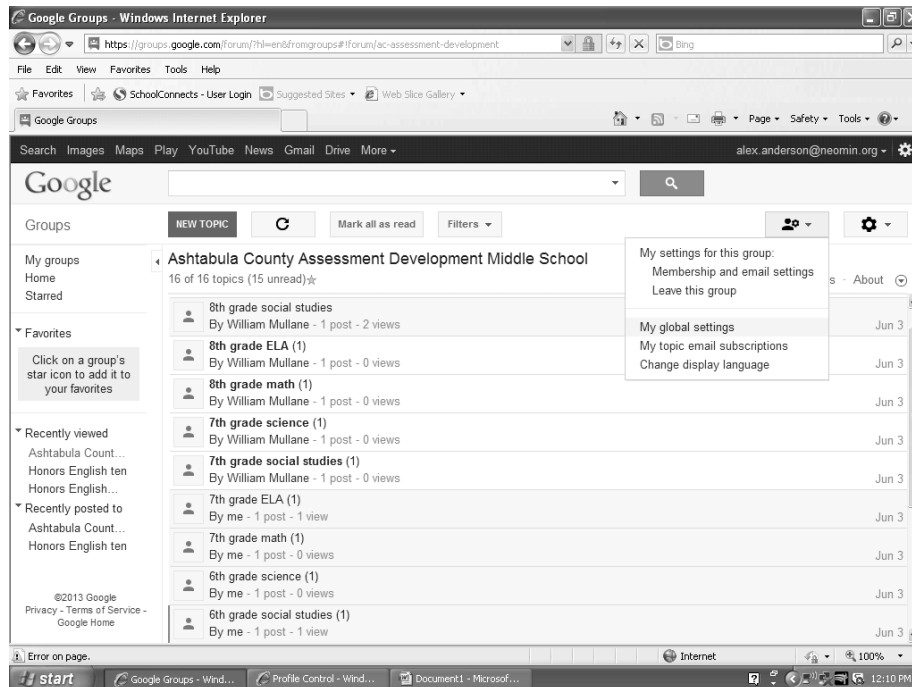 Google Groups - Windows Internet Explorer
https://groups.google.com/forum/?hl=en&fromgroups#!forum/ac-assessment-development
Bing
File Edit View Favorites Tools Help
Favorites SchoolConnects - User Login Suggested Sites Web Slice Gallery
Google Groups
Page Safety Tools
Search Images Maps Play YouTube News Gmail Drive More
alex.anderson@neomin.org
Google
Groups
NEW TOPIC Mark all as read Filters
My groups
Home
Starred
Favorites
Click on a group's
star icon to add it to
your favorites
Recently viewed
Ashtabula Count...
Honors English ten
Honors English...
Recently posted to
Ashtabula Count...
Honors English ten
©2013 Google
Privacy - Terms of Service -
Google Home
Ashtabula County Assessment Development Middle School
16 of 16 topics (15 unread)
s · About
My settings for this group:
Membership and email settings
Leave this group
My global settings
My topic email subscriptions
Change display language
8th grade social studies
By William Mullane - 1 post - 2 views
Jun 3
8th grade ELA (1)
By William Mullane - 1 post - 0 views
Jun 3
8th grade math (1)
By William Mullane - 1 post - 0 views
Jun 3
7th grade science (1)
By William Mullane - 1 post - 0 views
Jun 3
7th grade social studies (1)
By William Mullane - 1 post - 0 views
Jun 3
7th grade ELA (1)
By me - 1 post - 1 view
Jun 3
7th grade math (1)
By me - 1 post - 0 views
Jun 3
6th grade science (1)
By me - 1 post - 0 views
Jun 3
6th grade social studies (1)
By me - 1 post - 1 view
Jun 3
Error on page.
Internet
100%
start
Google Groups - Wind...
Profile Control - Wind...
Document1 - Microsof...
12:10 PM